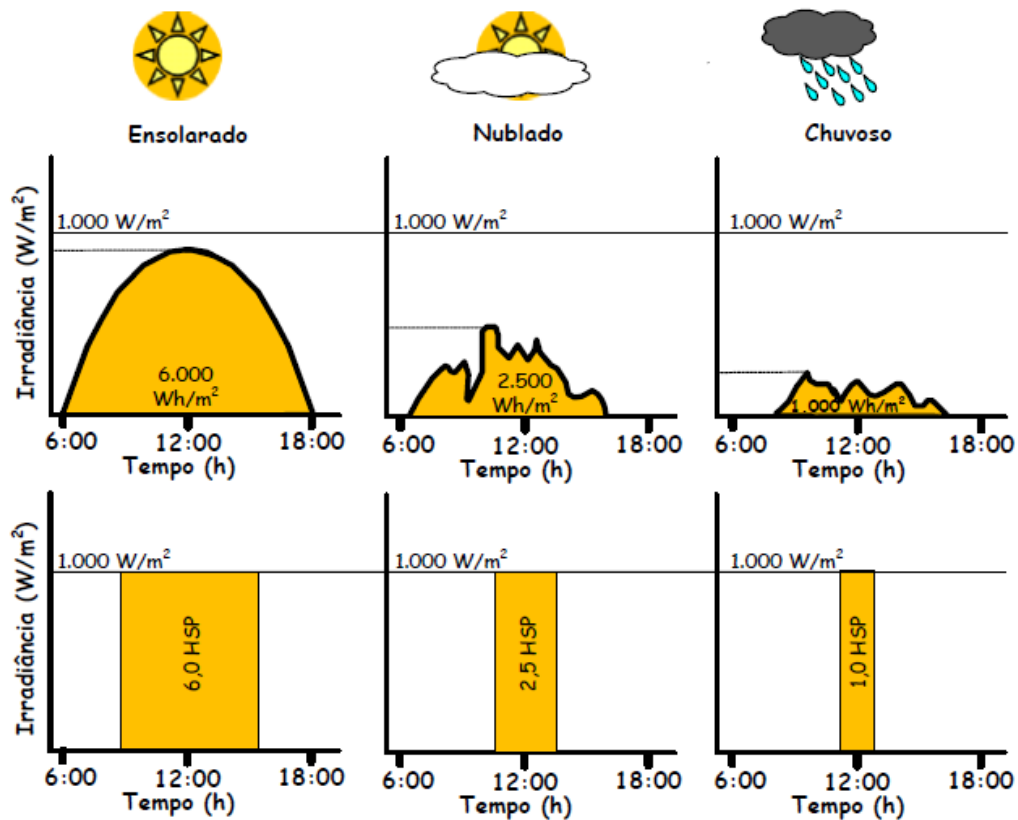 Ensolarado
Nublado
Chuvoso
Irradiância (W/m²)
1.000 W/m²
6.000
Wh/m²
6:00
12:00
18:00
Tempo (h)
1.000 W/m²
2.500
Wh/m²
6:00
12:00
18:00
Tempo (h)
1.000 W/m²
1.000 Wh/m²
6:00
12:00
18:00
Tempo (h)
Irradiância (W/m²)
1.000 W/m²
6,0 HSP
6:00
12:00
18:00
Tempo (h)
1.000 W/m²
2,5 HSP
6:00
12:00
18:00
Tempo (h)
1.000 W/m²
1,0 HSP
6:00
12:00
18:00
Tempo (h)